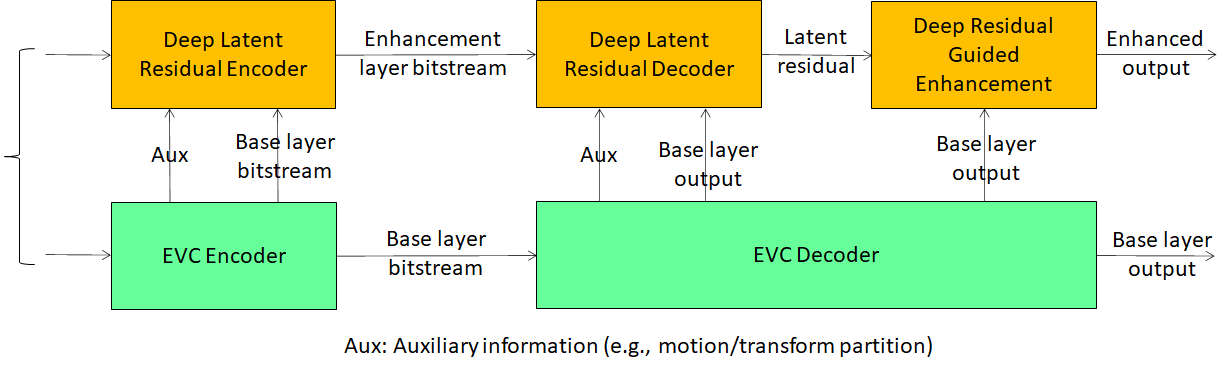 Deep Latent
Residual Encoder
Enhancement
layer bitstream
Deep Latent
Residual Decoder
Latent
residual
Deep Residual
Guided
Enhancement
Enhanced
output
Aux
Base layer
bitstream
Aux
Base layer
output
Base layer
output
EVC Encoder
Base layer
bitstream
EVC Decoder
Base layer
output
Aux: Auxiliary information (e.g., motion/transform partition)